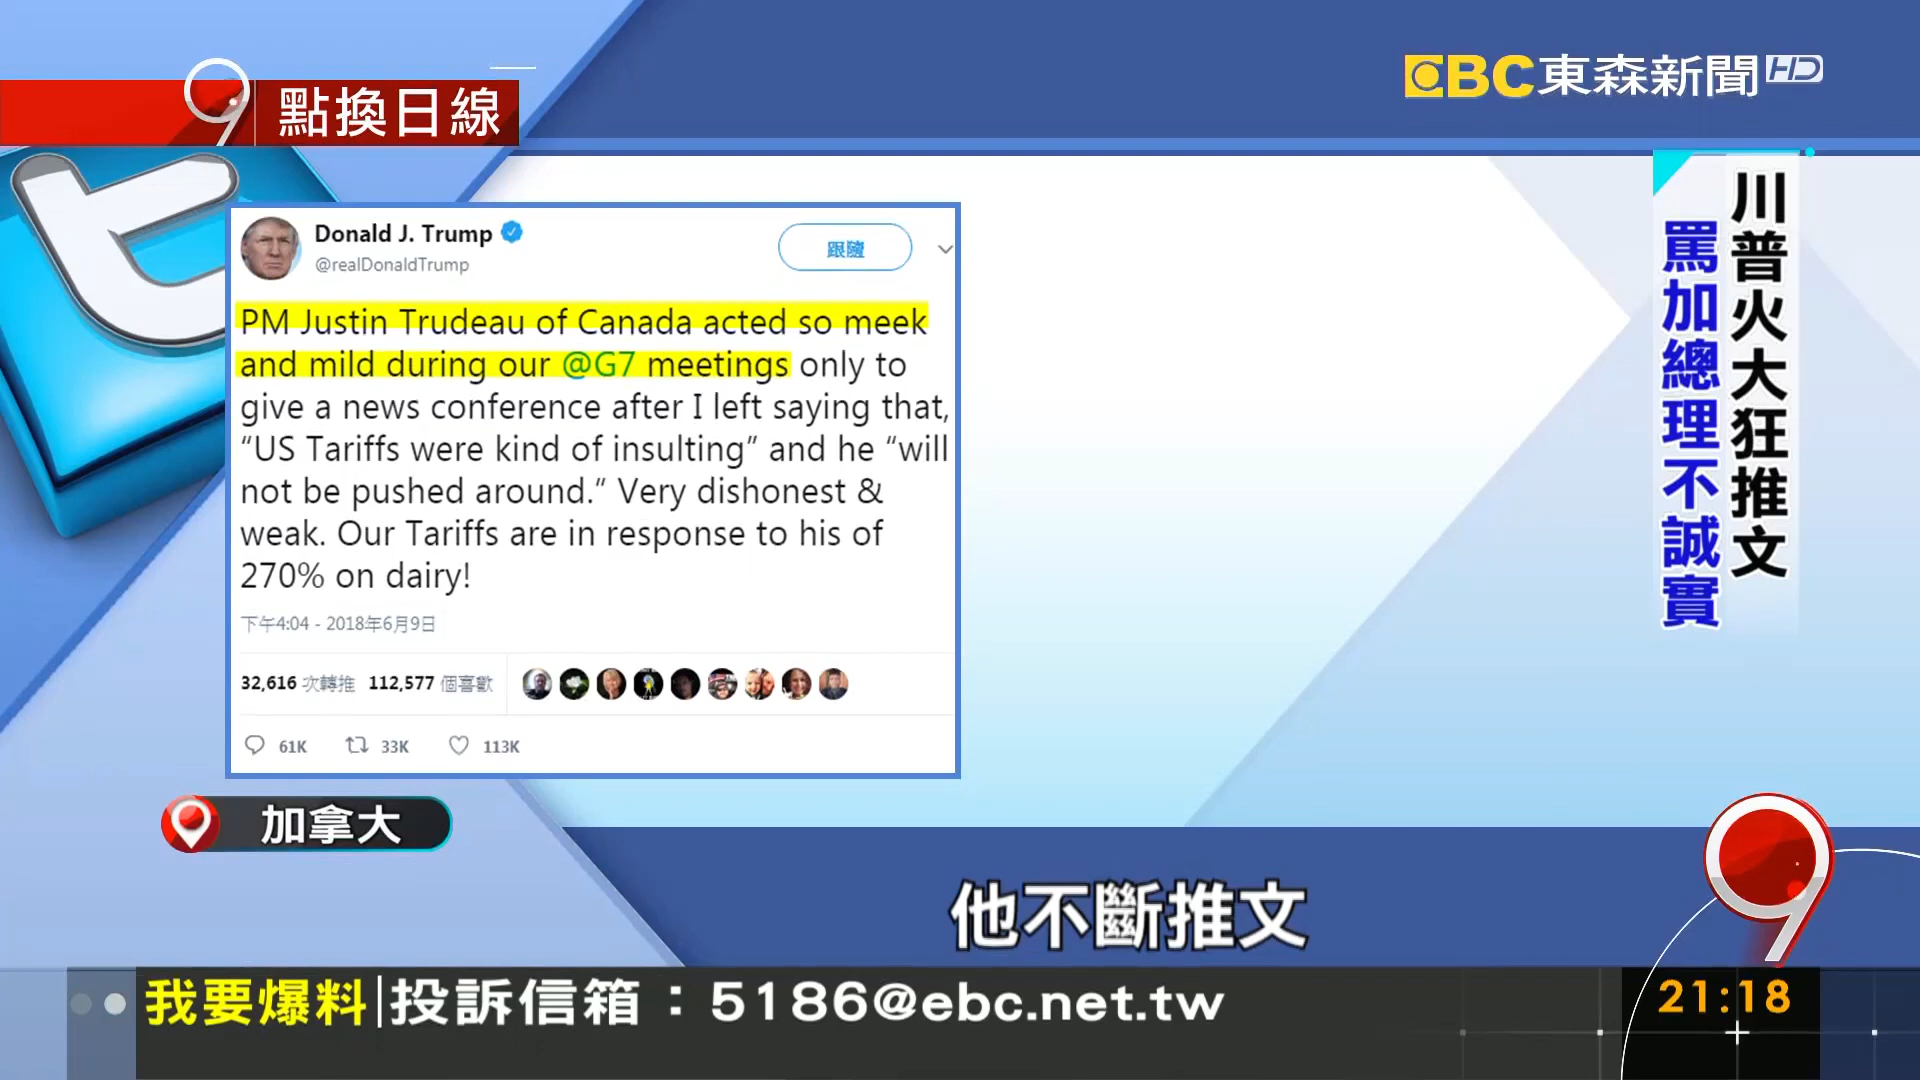 9點換日線
EBC東森新聞HD
川普火大狂推文
罵加總理不誠實
Donald J. Trump
@realDonaldTrump
跟隨
PM Justin Trudeau of Canada acted so meek
and mild during our @G7 meetings only to
give a news conference after I left saying that,
“US Tariffs were kind of insulting” and he “will
not be pushed around.” Very dishonest &
weak. Our Tariffs are in response to his of
270% on dairy!
下午4:04 - 2018年6月9日
32,616 次轉推 112,577 個喜歡
61K 33K 113K
加拿大
他不斷推文
9
我要爆料|投訴信箱：5186@ebc.net.tw
21:18